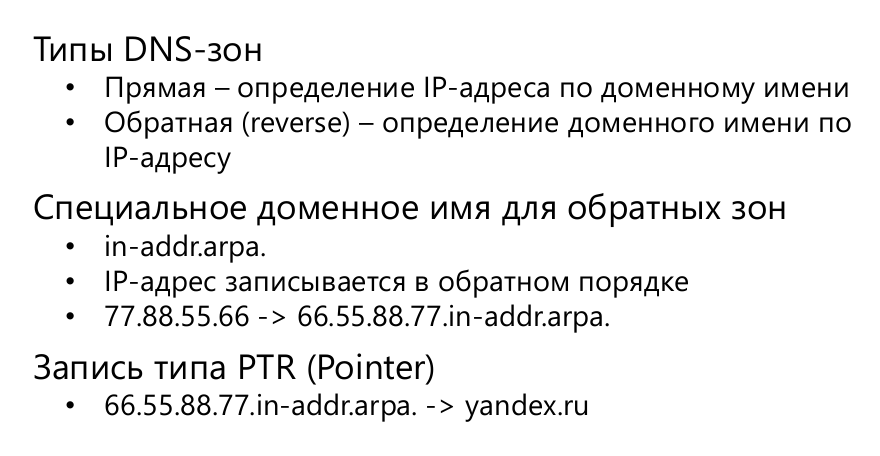 Типы DNS-зон
• Прямая – определение IP-адреса по доменному имени
• Обратная (reverse) – определение доменного имени по
IP-адресу
Специальное доменное имя для обратных зон
• in-addr.arpa.
• IP-адрес записывается в обратном порядке
• 77.88.55.66 -> 66.55.88.77.in-addr.arpa.
Запись типа PTR (Pointer)
• 66.55.88.77.in-addr.arpa. -> yandex.ru